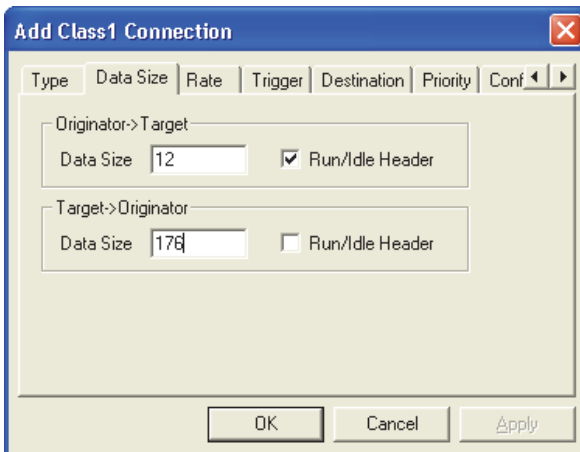 Add Class1 Connection
Type Data Size Rate Trigger Destination Priority Conf
Originator->Target
Data Size 12 Run/Idle Header
Target->Originator
Data Size 176 Run/Idle Header
OK Cancel Apply